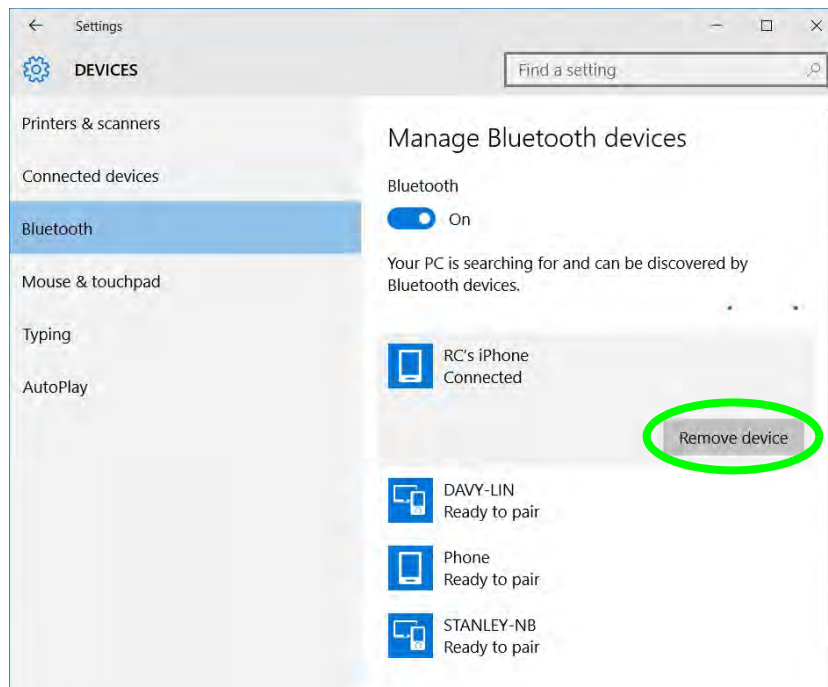 Settings
DEVICES
Find a setting
Printers & scanners
Connected devices
Bluetooth
Mouse & touchpad
Typing
AutoPlay
Manage Bluetooth devices
Bluetooth
On
Your PC is searching for and can be discovered by
Bluetooth devices.
RC's iPhone
Connected
Remove device
DAVY-LIN
Ready to pair
Phone
Ready to pair
STANLEY-NB
Ready to pair